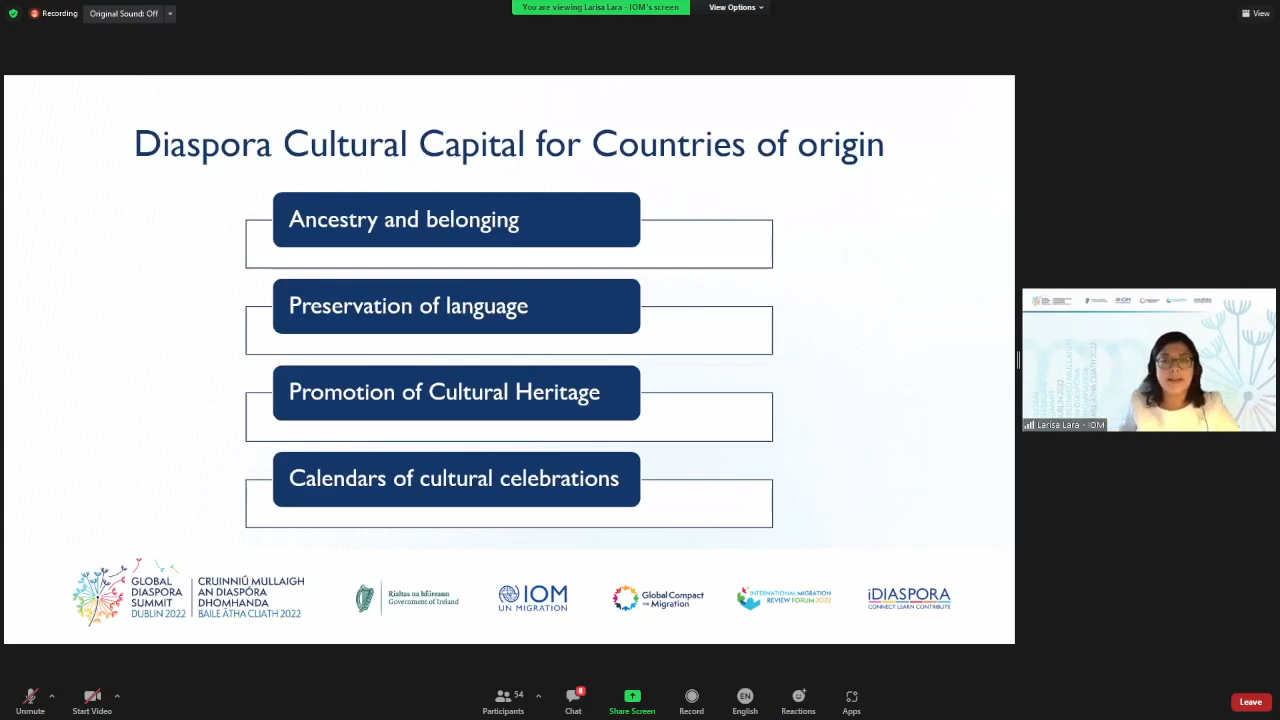 Recording
Original Sound: Off
You are viewing Larisa Lara - IOM's screen
View Options
View
Diaspora Cultural Capital for Countries of origin
Ancestry and belonging
Preservation of language
Promotion of Cultural Heritage
Calendars of cultural celebrations
GLOBAL
DIASPORA
SUMMIT
DUBLIN 2022
CRUINNIÚ MULLAIGH
AN DIASPÓRA
DHOMHANDA
BAILE ÁTHA CLIATH 2022
Rialtas na hÉireann
Government of Ireland
IOM
UN MIGRATION
Global Compact
for Migration
INTERNATIONAL MIGRATION
REVIEW FORUM 2022
iDIASPORA
CONNECT LEARN CONTRIBUTE
IOM
Larisa Lara - IOM
Unmute
Start Video
54
Participants
8
Chat
Share Screen
Record
EN
English
Reactions
Apps
Leave